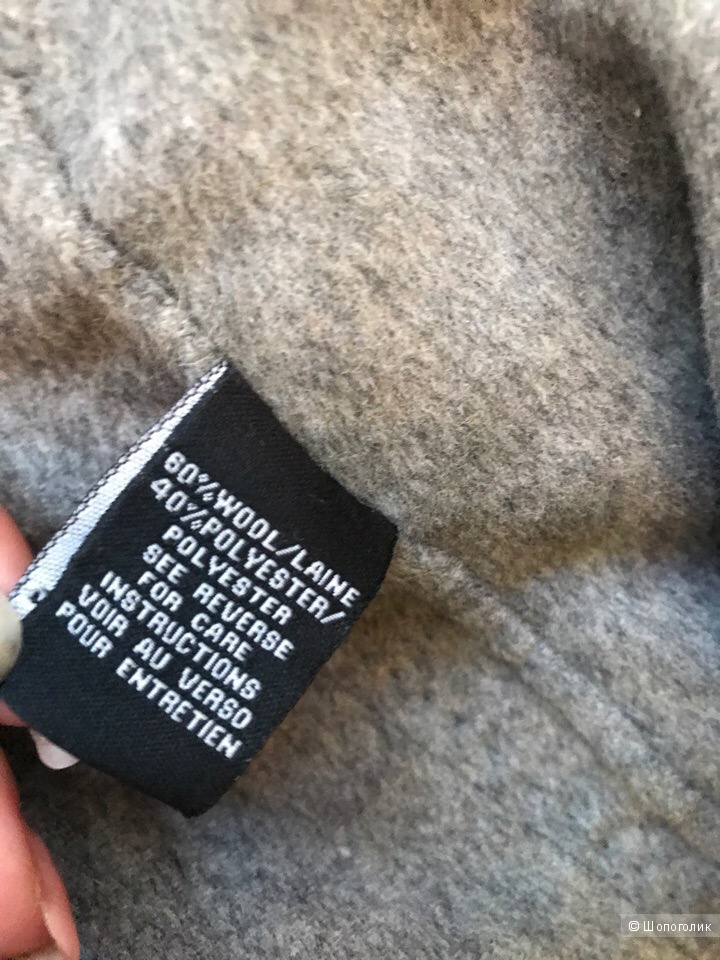 60%WOOL/LAINE
40%POLYESTER/
POLYESTER
SEE REVERSE
FOR CARE
INSTRUCTIONS
VOIR AU VERSO
POUR ENTRETIEN
© Шопоголик